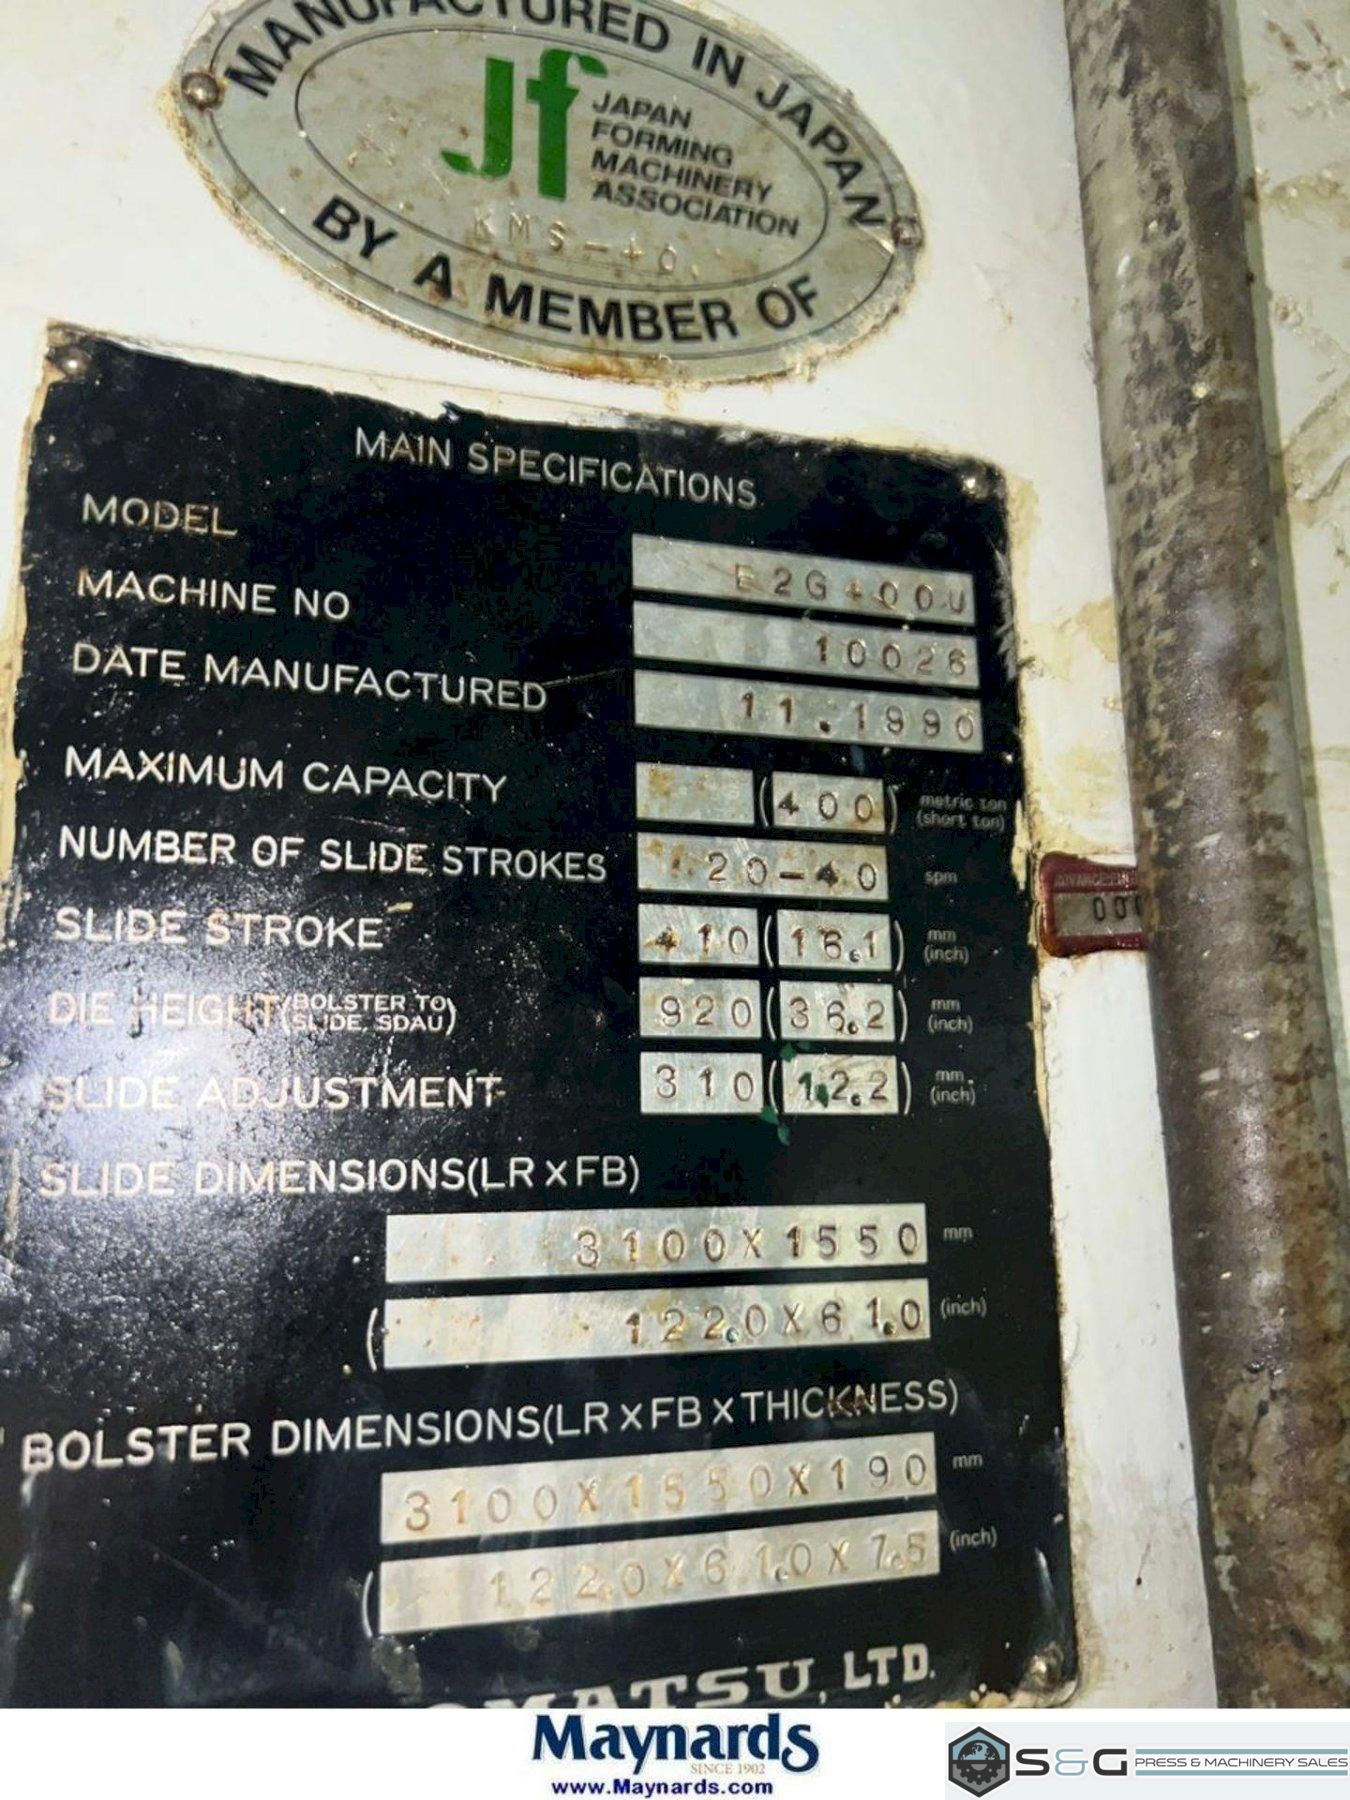 MANUFACTURED IN JAPAN
Jf
JAPAN
FORMING
MACHINERY
ASSOCIATION
BY A MEMBER OF
MAIN SPECIFICATIONS
MODEL E2G400U
MACHINE NO 10026
DATE MANUFACTURED 11.1990
MAXIMUM CAPACITY (400) metric ton (short ton)
NUMBER OF SLIDE STROKES 20-40 spm
SLIDE STROKE 410 (16.1) mm (inch)
DIE HEIGHT (BOLSTER TO SLIDE, SDAU) 920 (36.2) mm (inch)
SLIDE ADJUSTMENT 310 (12.2) mm (inch)
SLIDE DIMENSIONS(LR X FB)
3100X1550 mm
(122.0X61.0 (inch)
BOLSTER DIMENSIONS(LR X FB X THICKNESS)
3100X1550X190 mm
(122.0X61.0X7.5 (inch)
OMATSU, LTD.
Maynards
SINCE 1902
www.Maynards.com
S&G PRESS & MACHINERY SALES